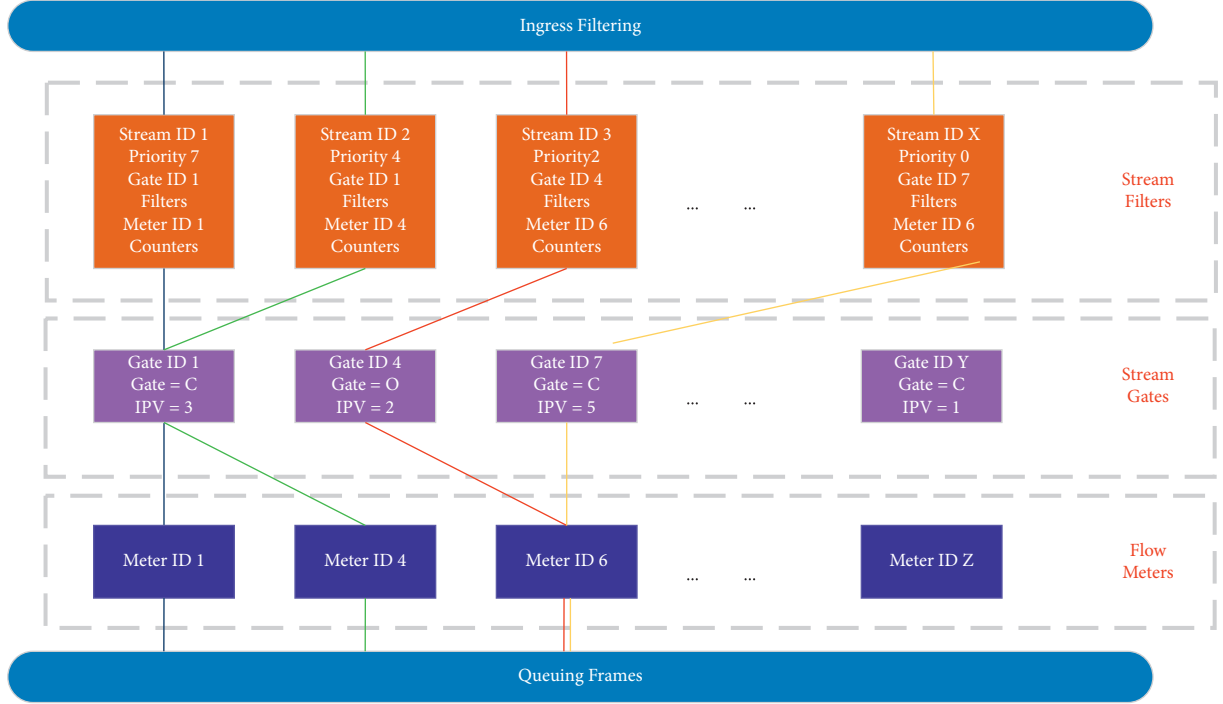 Ingress Filtering
Stream ID 1
Priority 7
Gate ID 1
Filters
Meter ID 1
Counters
Stream ID 2
Priority 4
Gate ID 1
Filters
Meter ID 4
Counters
Stream ID 3
Priority2
Gate ID 4
Filters
Meter ID 6
Counters
... ...
Stream ID X
Priority 0
Gate ID 7
Filters
Meter ID 6
Counters
Stream
Filters
Gate ID 1
Gate = C
IPV = 3
Gate ID 4
Gate = O
IPV = 2
Gate ID 7
Gate = C
IPV = 5
... ...
Gate ID Y
Gate = C
IPV = 1
Stream
Gates
Meter ID 1
Meter ID 4
Meter ID 6
... ...
Meter ID Z
Flow
Meters
Queuing Frames